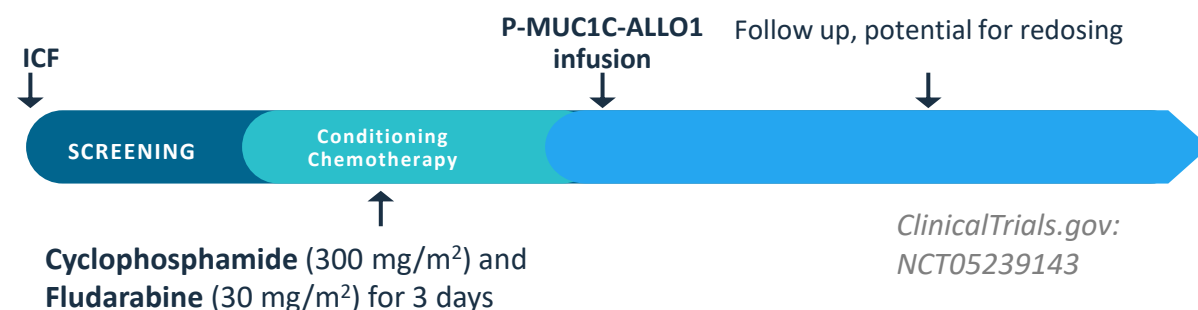 ICF
P-MUC1C-ALLO1
infusion
Follow up, potential for redosing
SCREENING
Conditioning
Chemotherapy
Cyclophosphamide (300 mg/m²) and
Fludarabine (30 mg/m²) for 3 days
ClinicalTrials.gov:
NCT05239143